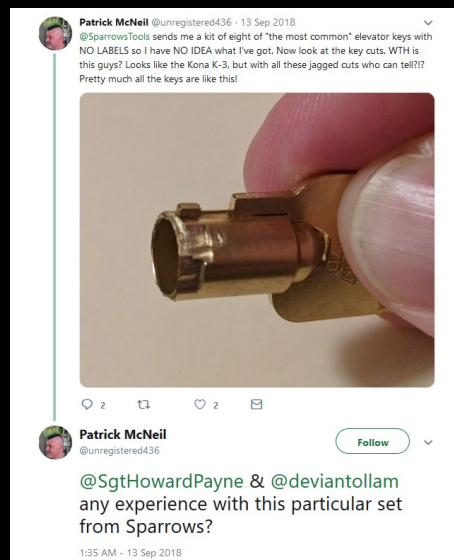 Patrick McNeil @unregistered436 · 13 Sep 2018
@SparrowsTools sends me a kit of eight of "the most common" elevator keys with
NO LABELS so I have NO IDEA what I've got. Now look at the key cuts. WTH is
this guys? Looks like the Kona K-3, but with all these jagged cuts who can tell?!?
Pretty much all the keys are like this!
2 2
Patrick McNeil
@unregistered436
Follow
@SgtHowardPayne & @deviantollam
any experience with this particular set
from Sparrows?
1:35 AM - 13 Sep 2018